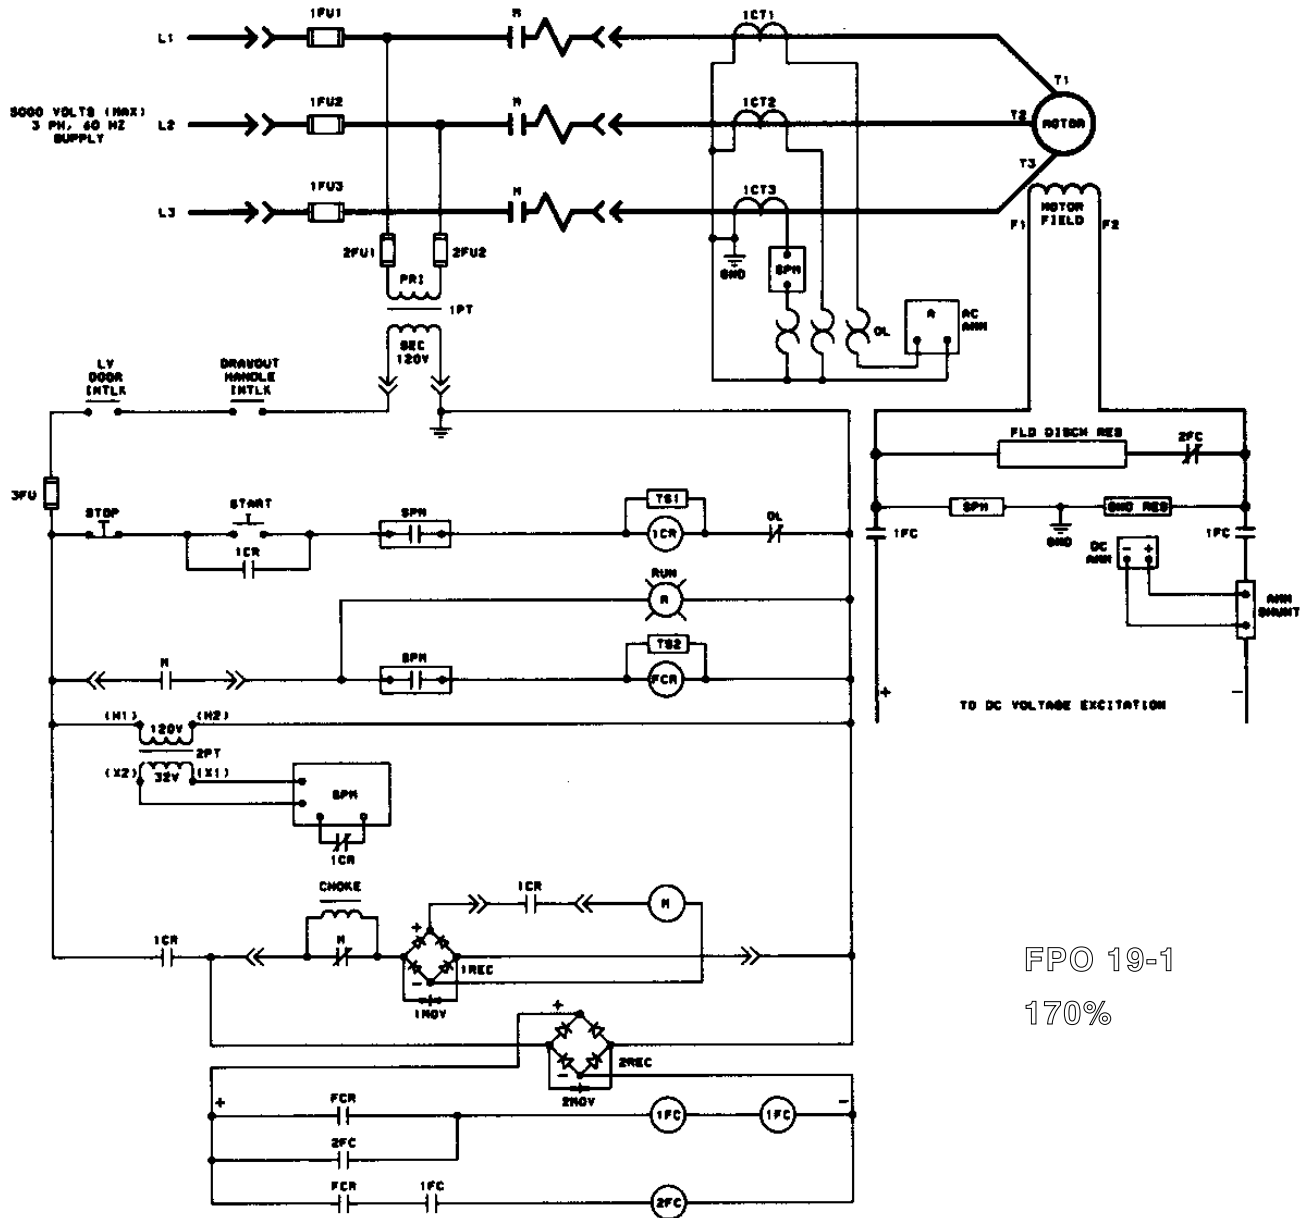 1FU1
M
1CT1
L1
T1
5000 VOLTS (MAX)
3 PH, 60 HZ
SUPPLY
1FU2
M
1CT2
L2
T2
MOTOR
T3
1FU3
M
1CT3
L3
MOTOR
FIELD
F1
F2
2FU1
2FU2
GND
SPM
PRI
1PT
SEC
120V
OL
A
AC
AMM
LV
DOOR
INTLK
DRAWOUT
HANDLE
INTLK
FLD DISCH RES
2FC
3FU
STOP
START
SPM
TS1
1CR
OL
1CR
SPM
GND
GND RES
1FC
1FC
DC
AMM
- +
AMM
SHUNT
RUN
R
M
SPM
TS2
FCR
+
-
TO DC VOLTAGE EXCITATION
(H1)
120V
(H2)
2PT
(X2)
32V
(X1)
SPM
1CR
CHOKE
1CR
M
1CR
M
+
1REC
-
1MOV
+
2REC
-
2MOV
FPO 19-1
170%
+
FCR
1FC
1FC
-
2FC
FCR
1FC
2FC